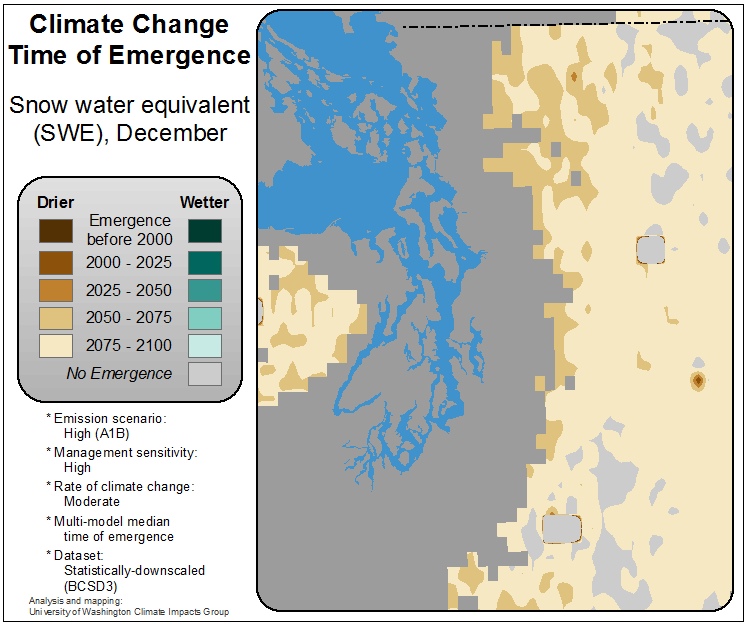 Climate Change
Time of Emergence
Snow water equivalent
(SWE), December
Drier
Wetter
Emergence
before 2000
2000 - 2025
2025 - 2050
2050 - 2075
2075 - 2100
No Emergence
* Emission scenario:
High (A1B)
* Management sensitivity:
High
* Rate of climate change:
Moderate
* Multi-model median
time of emergence
* Dataset:
Statistically-downscaled
(BCSD3)
Analysis and mapping:
University of Washington Climate Impacts Group